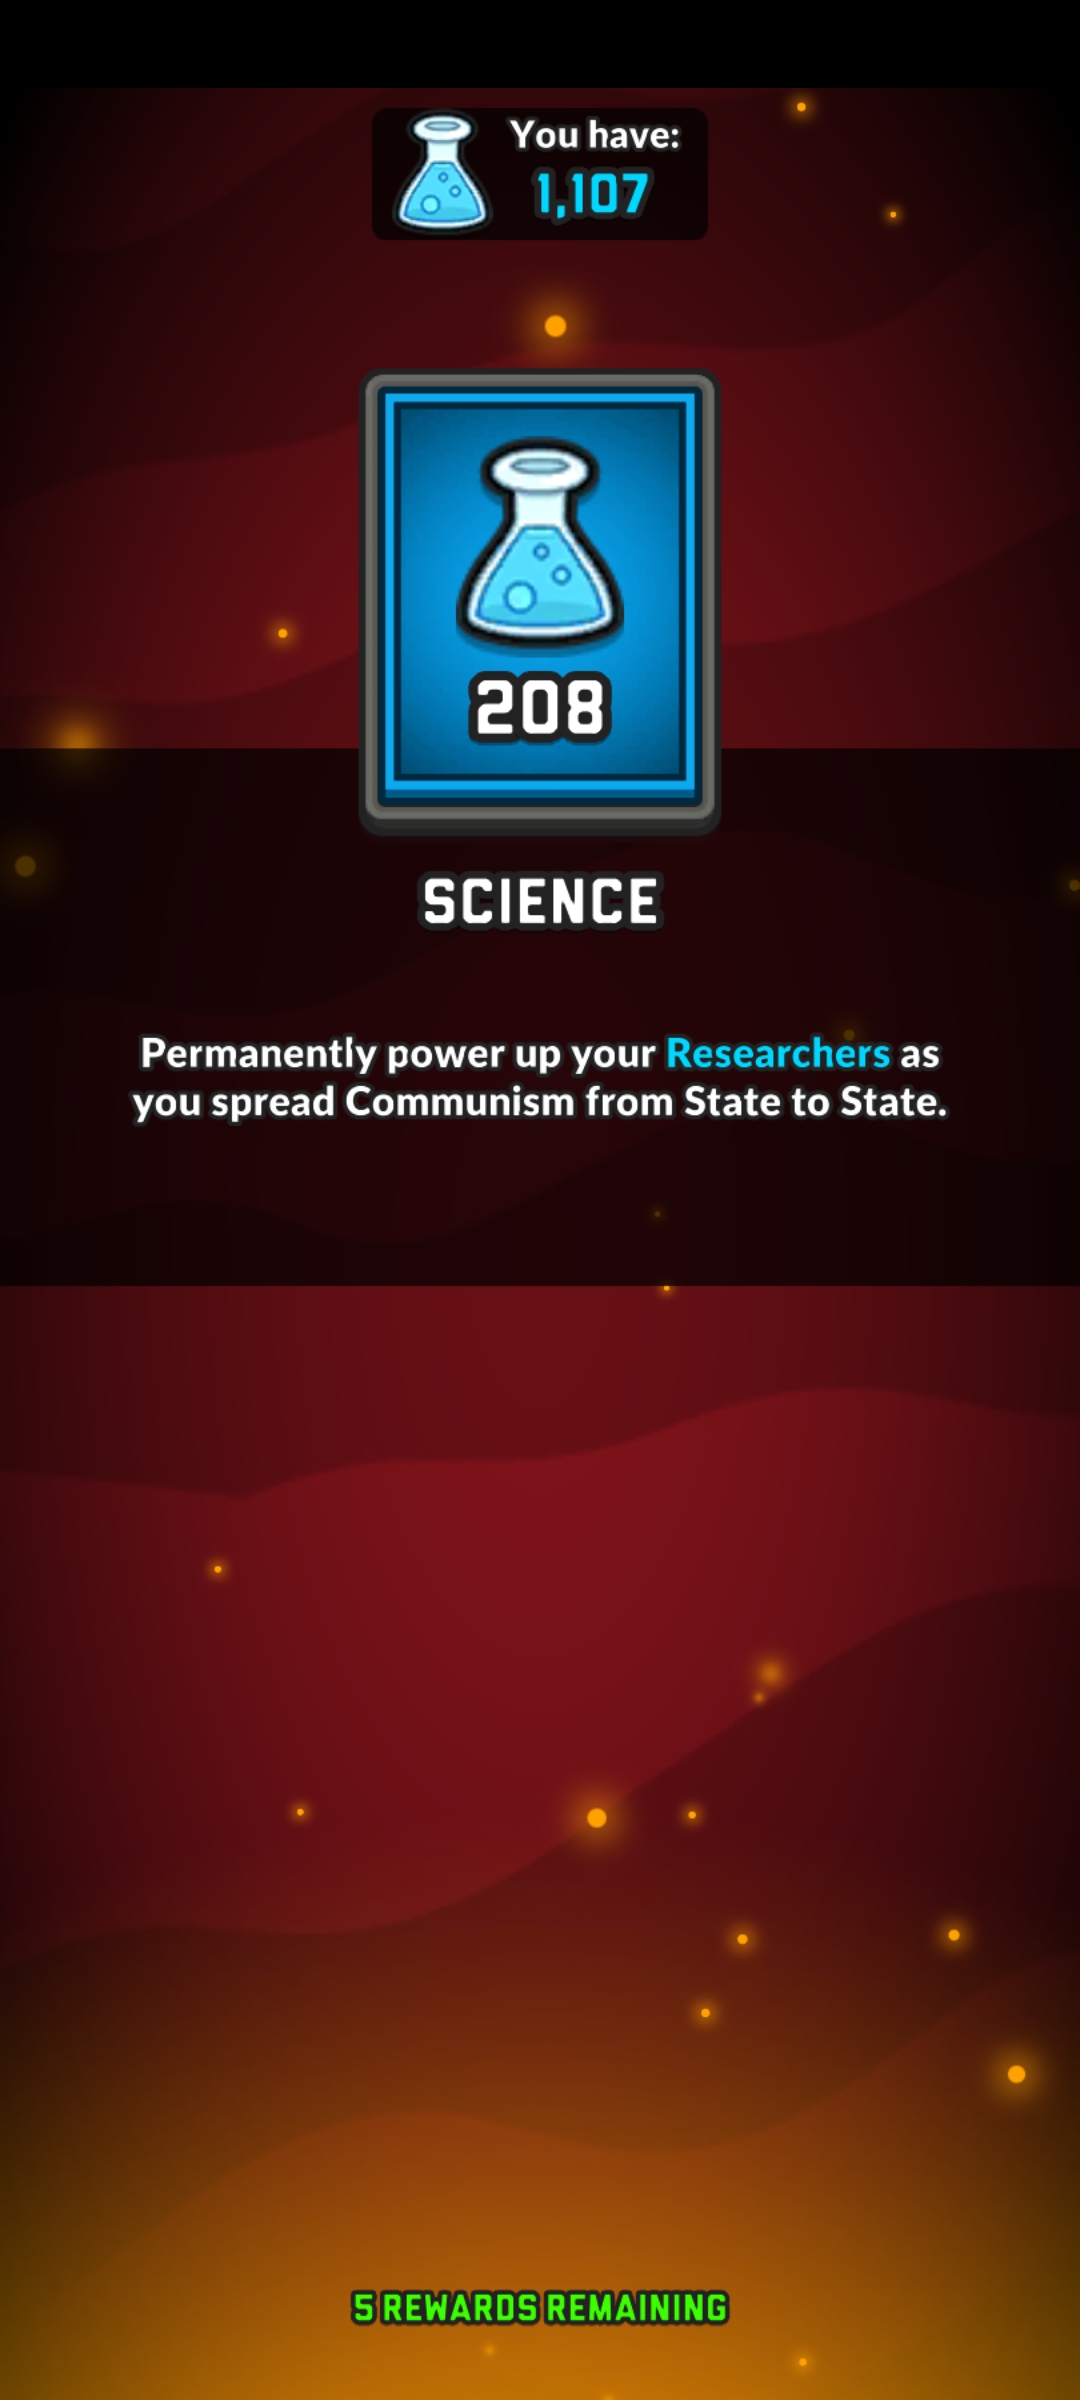 You have:
1,107
208
SCIENCE
Permanently power up your Researchers as
you spread Communism from State to State.
5 REWARDS REMAINING